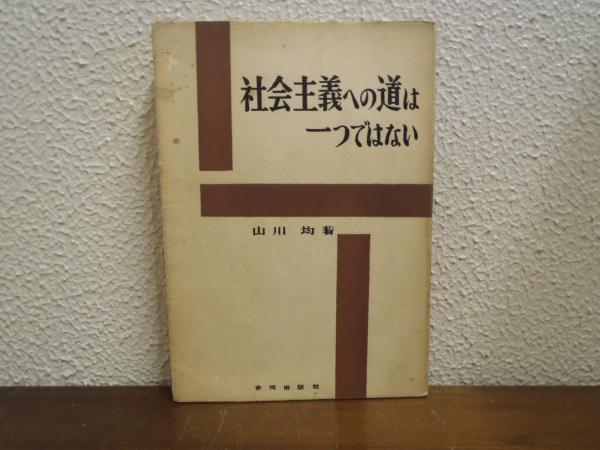 社会主義への道は
一つではない
山川 均著
合同出版社